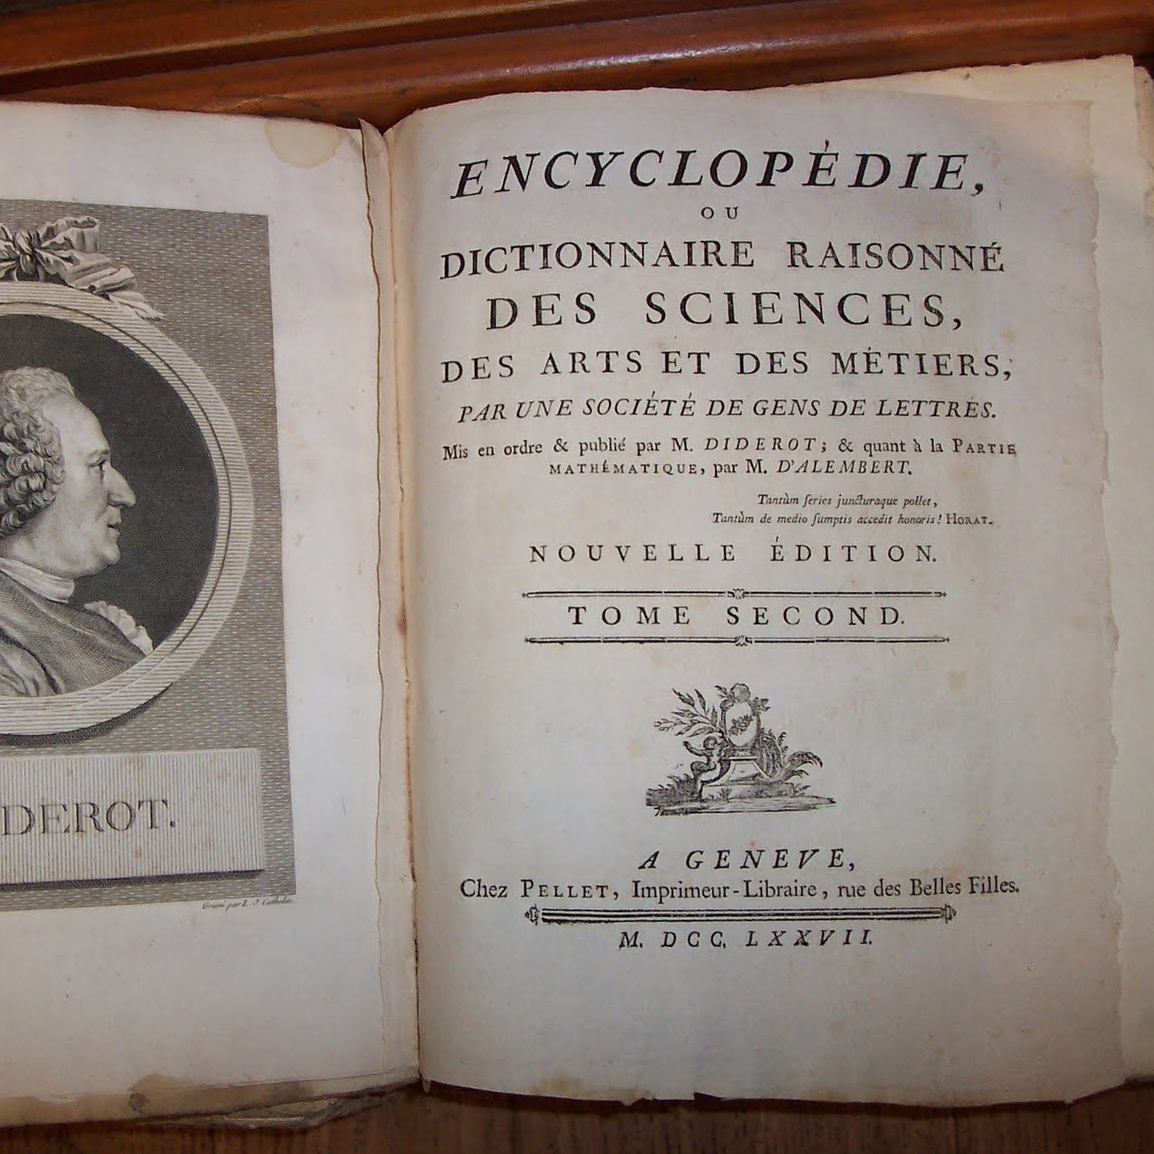 DEROT.
Gravé par L. J. Cathelin
ENCYCLOPÉDIE,
OU
DICTIONNAIRE RAISONNÉ
DES SCIENCES,
DES ARTS ET DES MÉTIERS,
PAR UNE SOCIÉTÉ DE GENS DE LETTRES.
Mis en ordre & publié par M. DIDEROT; & quant à la PARTIE
MATHÉMATIQUE, par M. D'ALEMBERT.
Tantùm ſeries juncturaque pollet,
Tantùm de medio ſumptis accedit honoris! HORAT.
NOUVELLE ÉDITION.
TOME SECOND.
A GENEVE,
Chez PELLET, Imprimeur-Libraire, rue des Belles Filles.
M. DCC. LXXVII.